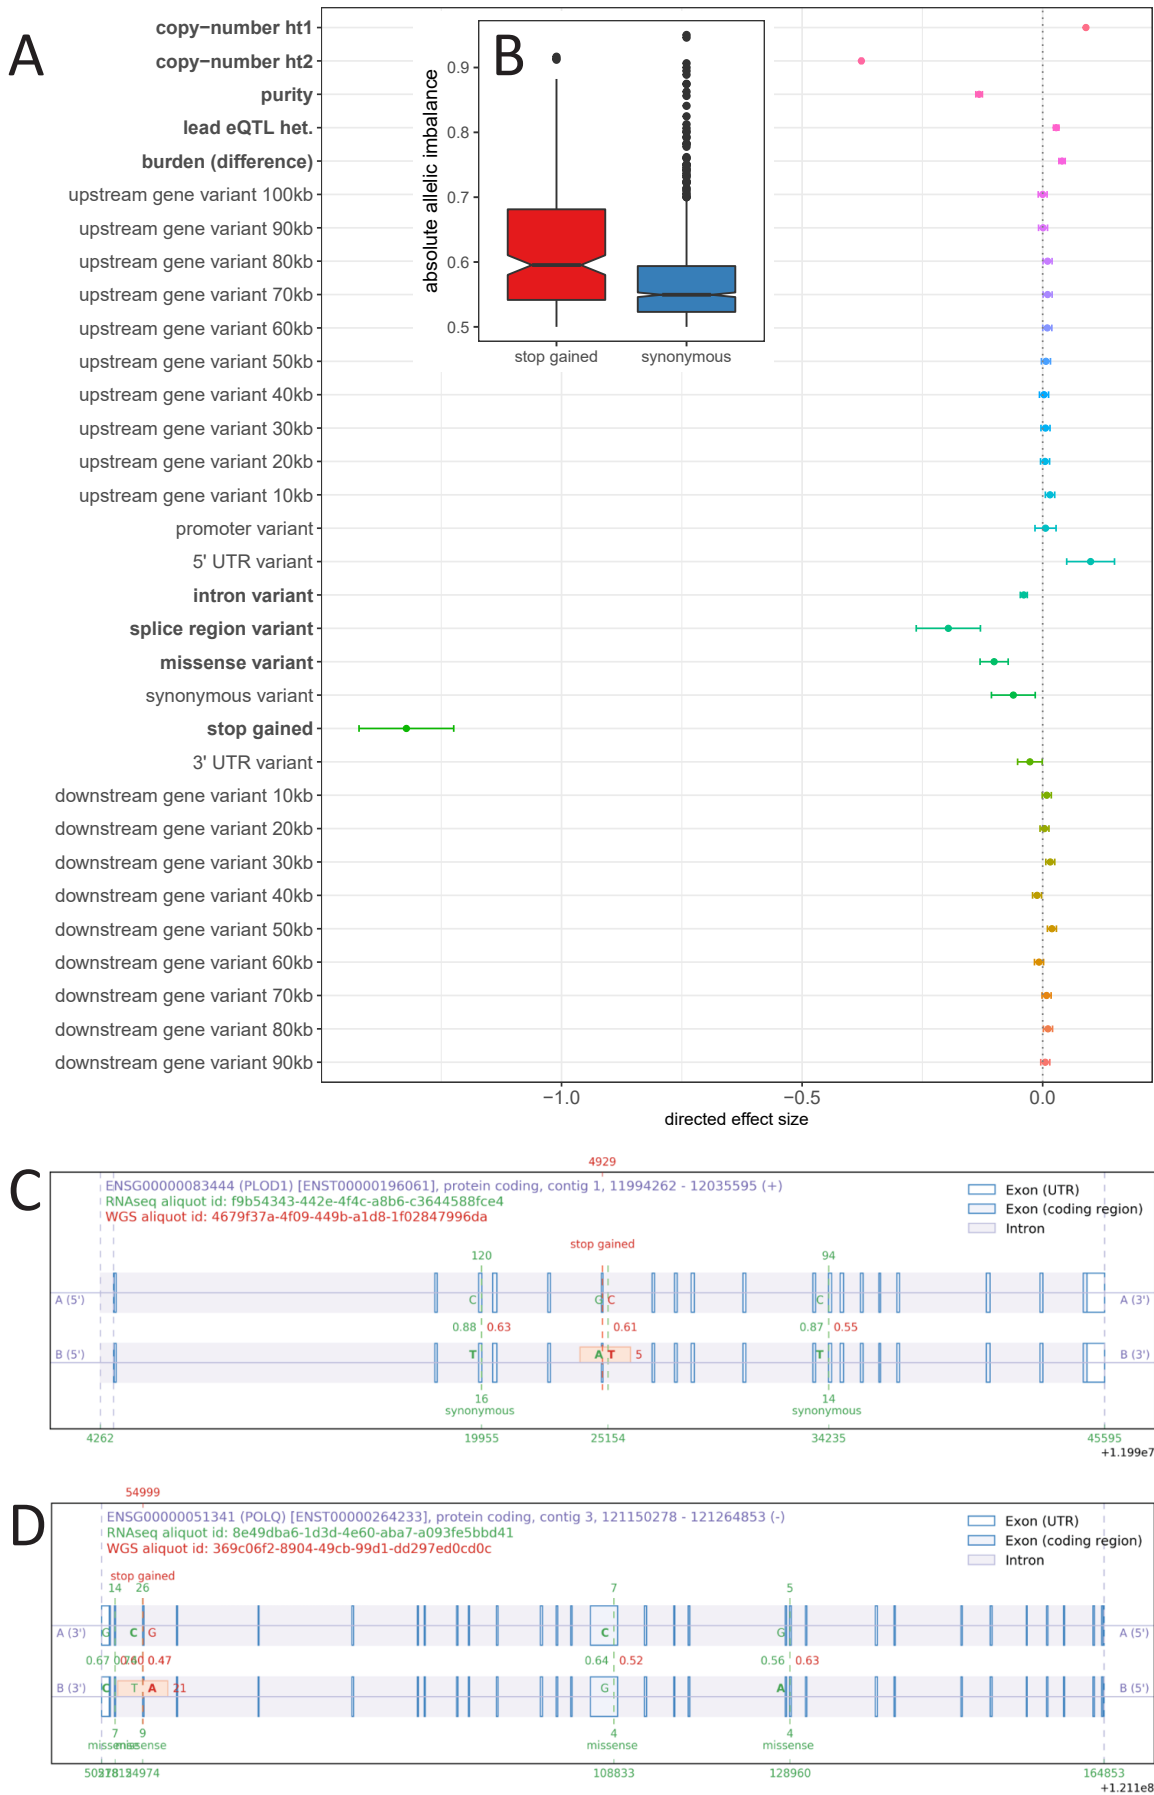 A
B
copy−number ht1
copy−number ht2
purity
lead eQTL het.
burden (difference)
upstream gene variant 100kb
upstream gene variant 90kb
upstream gene variant 80kb
upstream gene variant 70kb
upstream gene variant 60kb
upstream gene variant 50kb
upstream gene variant 40kb
upstream gene variant 30kb
upstream gene variant 20kb
upstream gene variant 10kb
promoter variant
5' UTR variant
intron variant
splice region variant
missense variant
synonymous variant
stop gained
3' UTR variant
downstream gene variant 10kb
downstream gene variant 20kb
downstream gene variant 30kb
downstream gene variant 40kb
downstream gene variant 50kb
downstream gene variant 60kb
downstream gene variant 70kb
downstream gene variant 80kb
downstream gene variant 90kb
absolute allelic imbalance
0.9
0.8
0.7
0.6
0.5
stop gained synonymous
−1.0 −0.5 0.0
directed effect size
C
4929
ENSG00000083444 (PLOD1) [ENST00000196061], protein coding, contig 1, 11994262 - 12035595 (+)
RNAseq aliquot id: f9b54343-442e-4f4c-a8b6-c3644588fce4
WGS aliquot id: 4679f37a-4f09-449b-a1d8-1f02847996da
Exon (UTR)
Exon (coding region)
Intron
stop gained
120 94
A (5') C G C C A (3')
0.88 0.63 0.61 0.87 0.55
B (5') T A T 5 T B (3')
16 14
synonymous synonymous
4262 19955 25154 34235 45595
+1.199e7
D
54999
ENSG00000051341 (POLQ) [ENST00000264233], protein coding, contig 3, 121150278 - 121264853 (-)
RNAseq aliquot id: 8e49dba6-1d3d-4e60-aba7-a093fe5bbd41
WGS aliquot id: 369c06f2-8904-49cb-99d1-dd297ed0cd0c
Exon (UTR)
Exon (coding region)
Intron
stop gained
14 26 7 5
A (3') G C G C G A (5')
0.67 0.47 0.64 0.52 0.56 0.63
B (3') C T A 21 G A B (5')
7 9 4 4
missense missense missense
108833 128960 164853
+1.211e8